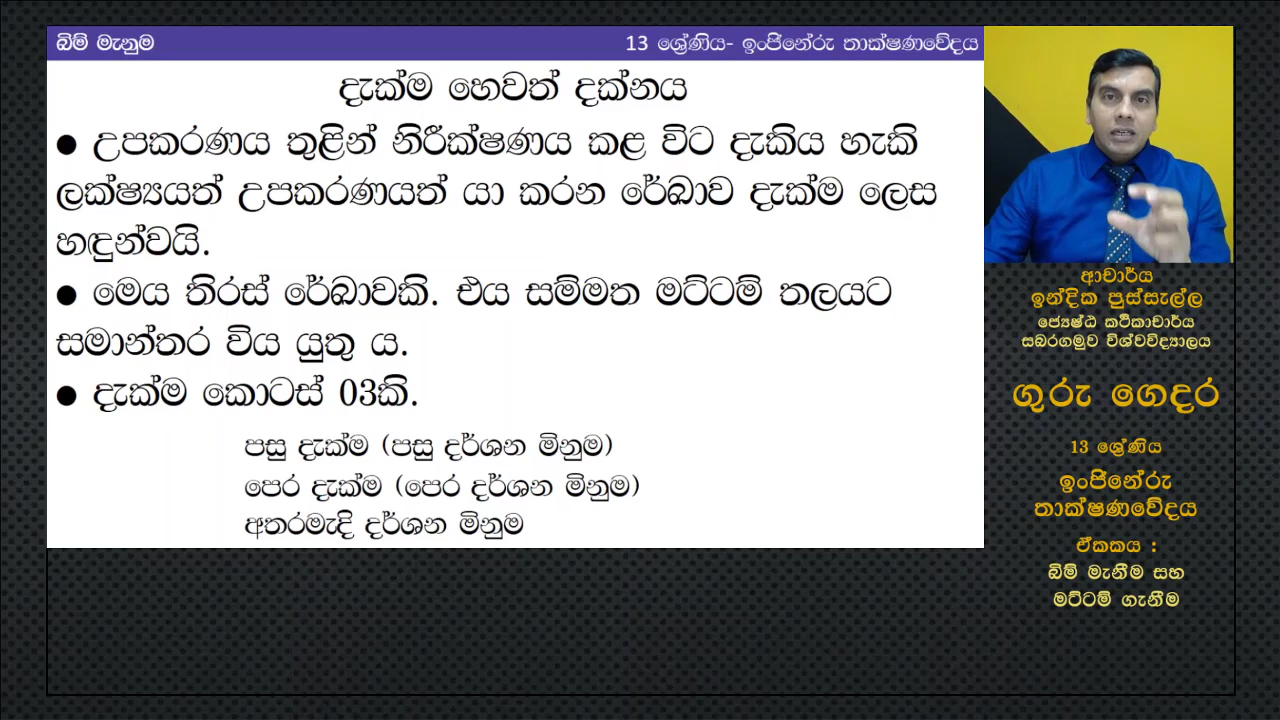 බිම් මැනුම
13 ශ්‍රේණිය- ඉංජිනේරු තාක්ෂණවේදය
දැක්ම හෙවත් දක්නය
● උපකරණය තුළින් නිරීක්ෂණය කළ විට දැකිය හැකි
ලක්ෂ්‍යයත් උපකරණයත් යා කරන රේඛාව දැක්ම ලෙස
හඳුන්වයි.
● මෙය තිරස් රේඛාවකි. එය සම්මත මට්ටම් තලයට
සමාන්තර විය යුතු ය.
● දැක්ම කොටස් 03කි.
පසු දැක්ම (පසු දර්ශන මිනුම)
පෙර දැක්ම (පෙර දර්ශන මිනුම)
අතරමැදි දර්ශන මිනුම
ආචාර්ය
ඉන්දික පුස්සැල්ල
ජ්‍යෙෂ්ඨ කථිකාචාර්ය
සබරගමුව විශ්වවිද්‍යාලය
ගුරු ගෙදර
13 ශ්‍රේණිය
ඉංජිනේරු
තාක්ෂණවේදය
ඒකකය :
බිම් මැනීම සහ
මට්ටම් ගැනීම